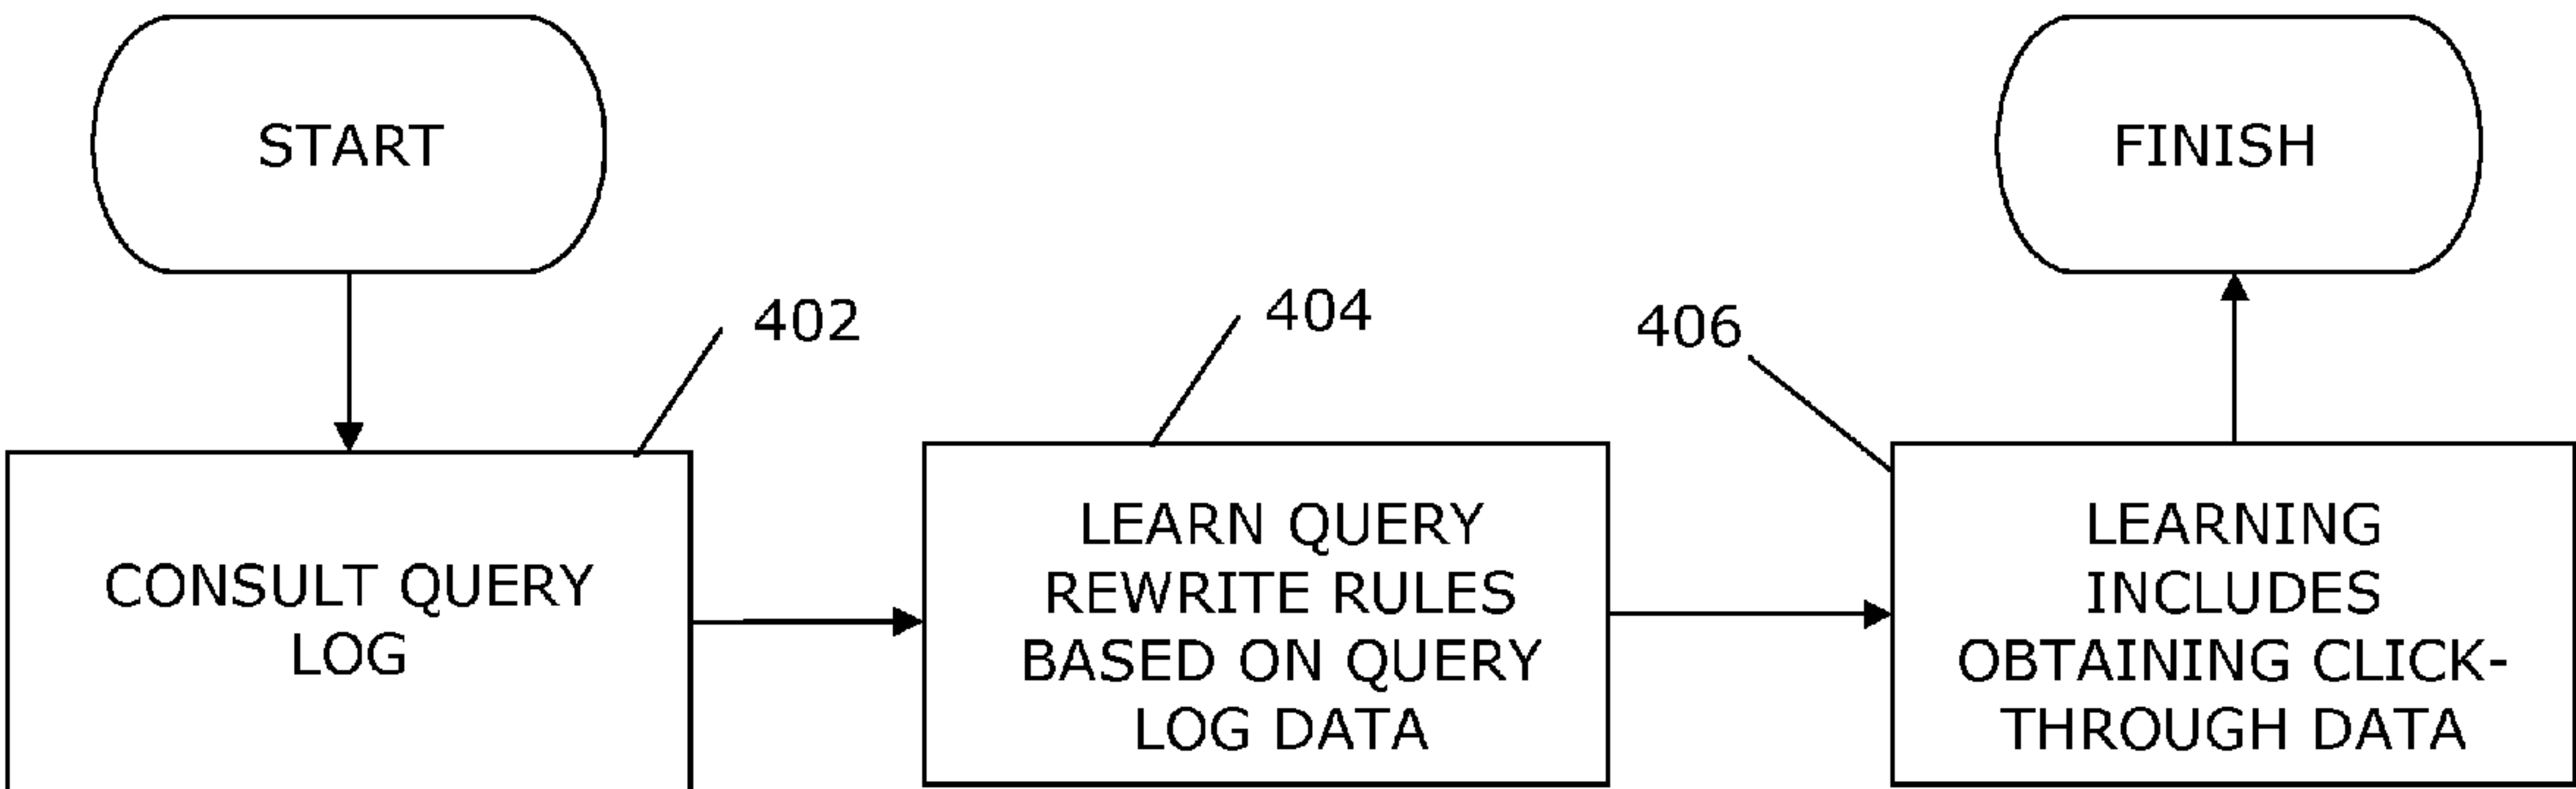 START
FINISH
402
404
406
CONSULT QUERY
LOG
LEARN QUERY
REWRITE RULES
BASED ON QUERY
LOG DATA
LEARNING
INCLUDES
OBTAINING CLICK-
THROUGH DATA